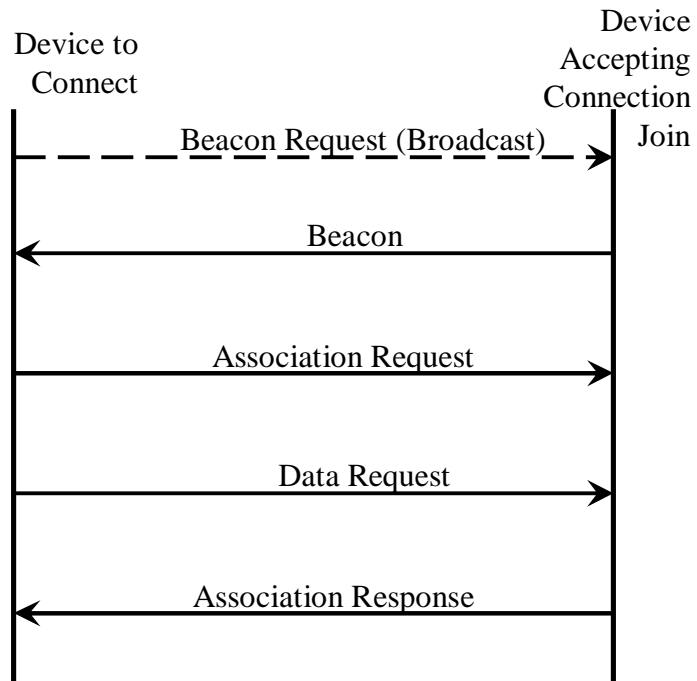 Device to
Connect
Device
Accepting
Connection
Join
Beacon Request (Broadcast)
Beacon
Association Request
Data Request
Association Response